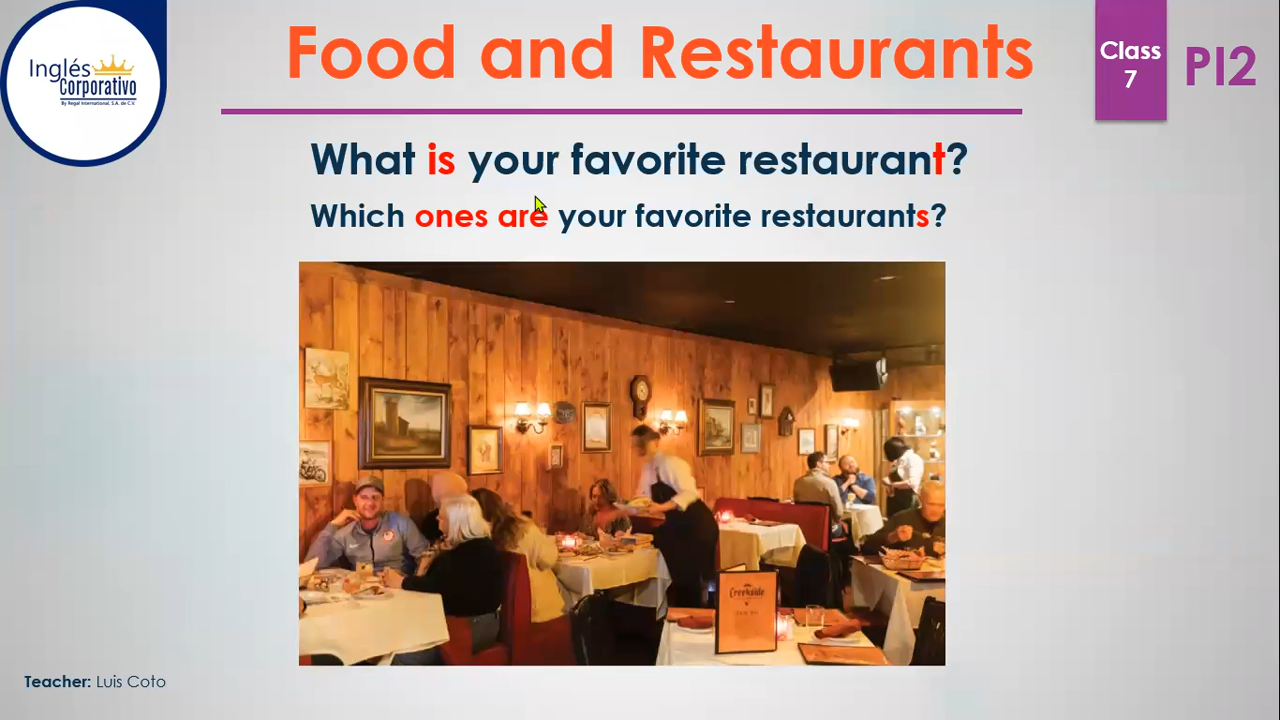 Food and Restaurants
Class
7
PI2
Inglés
Corporativo
By Regal International, S.A. de C.V.
What is your favorite restaurant?
Which ones are your favorite restaurants?
Creekside
Teacher: Luis Coto